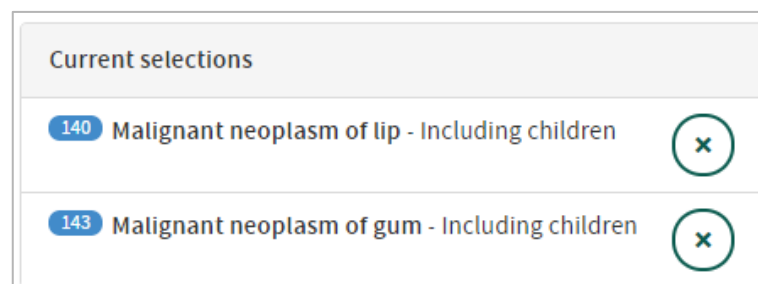 Current selections
140 Malignant neoplasm of lip - Including children ×
143 Malignant neoplasm of gum - Including children ×